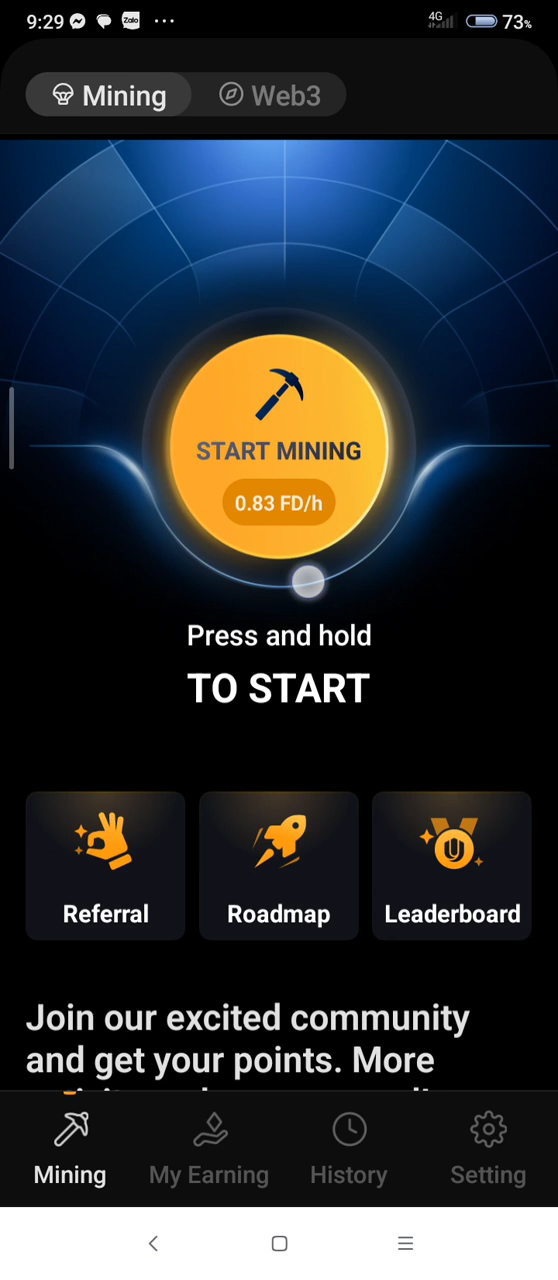 9:29 Zalo ... 4G 73%
Mining Web3
START MINING
0.83 FD/h
Press and hold
TO START
Referral Roadmap Leaderboard
Join our excited community
and get your points. More
Mining My Earning History Setting